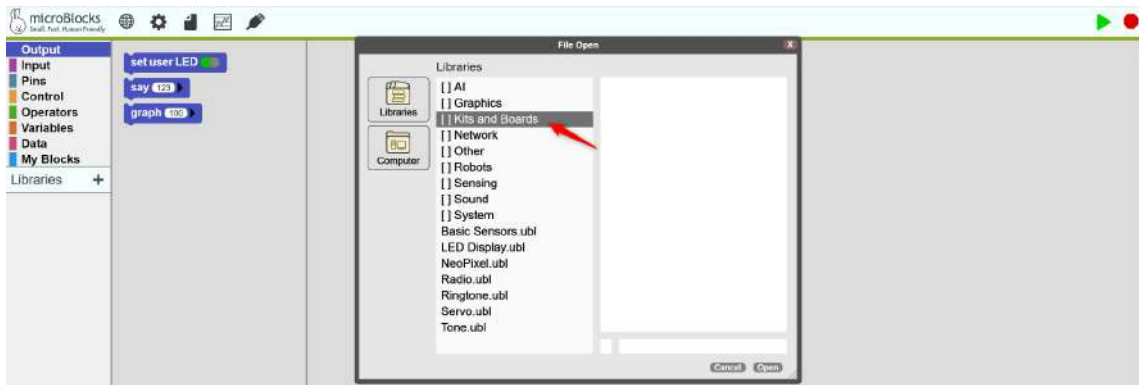 microBlocks
Small. Fast. Human Friendly
Output
Input
Pins
Control
Operators
Variables
Data
My Blocks
Libraries +
set user LED
say 123
graph 100
File Open
X
Libraries
Computer
Libraries
[ ] AI
[ ] Graphics
[ ] Kits and Boards
[ ] Network
[ ] Other
[ ] Robots
[ ] Sensing
[ ] Sound
[ ] System
Basic Sensors.ubl
LED Display.ubl
NeoPixel.ubl
Radio.ubl
Ringtone.ubl
Servo.ubl
Tone.ubl
Cancel
Open